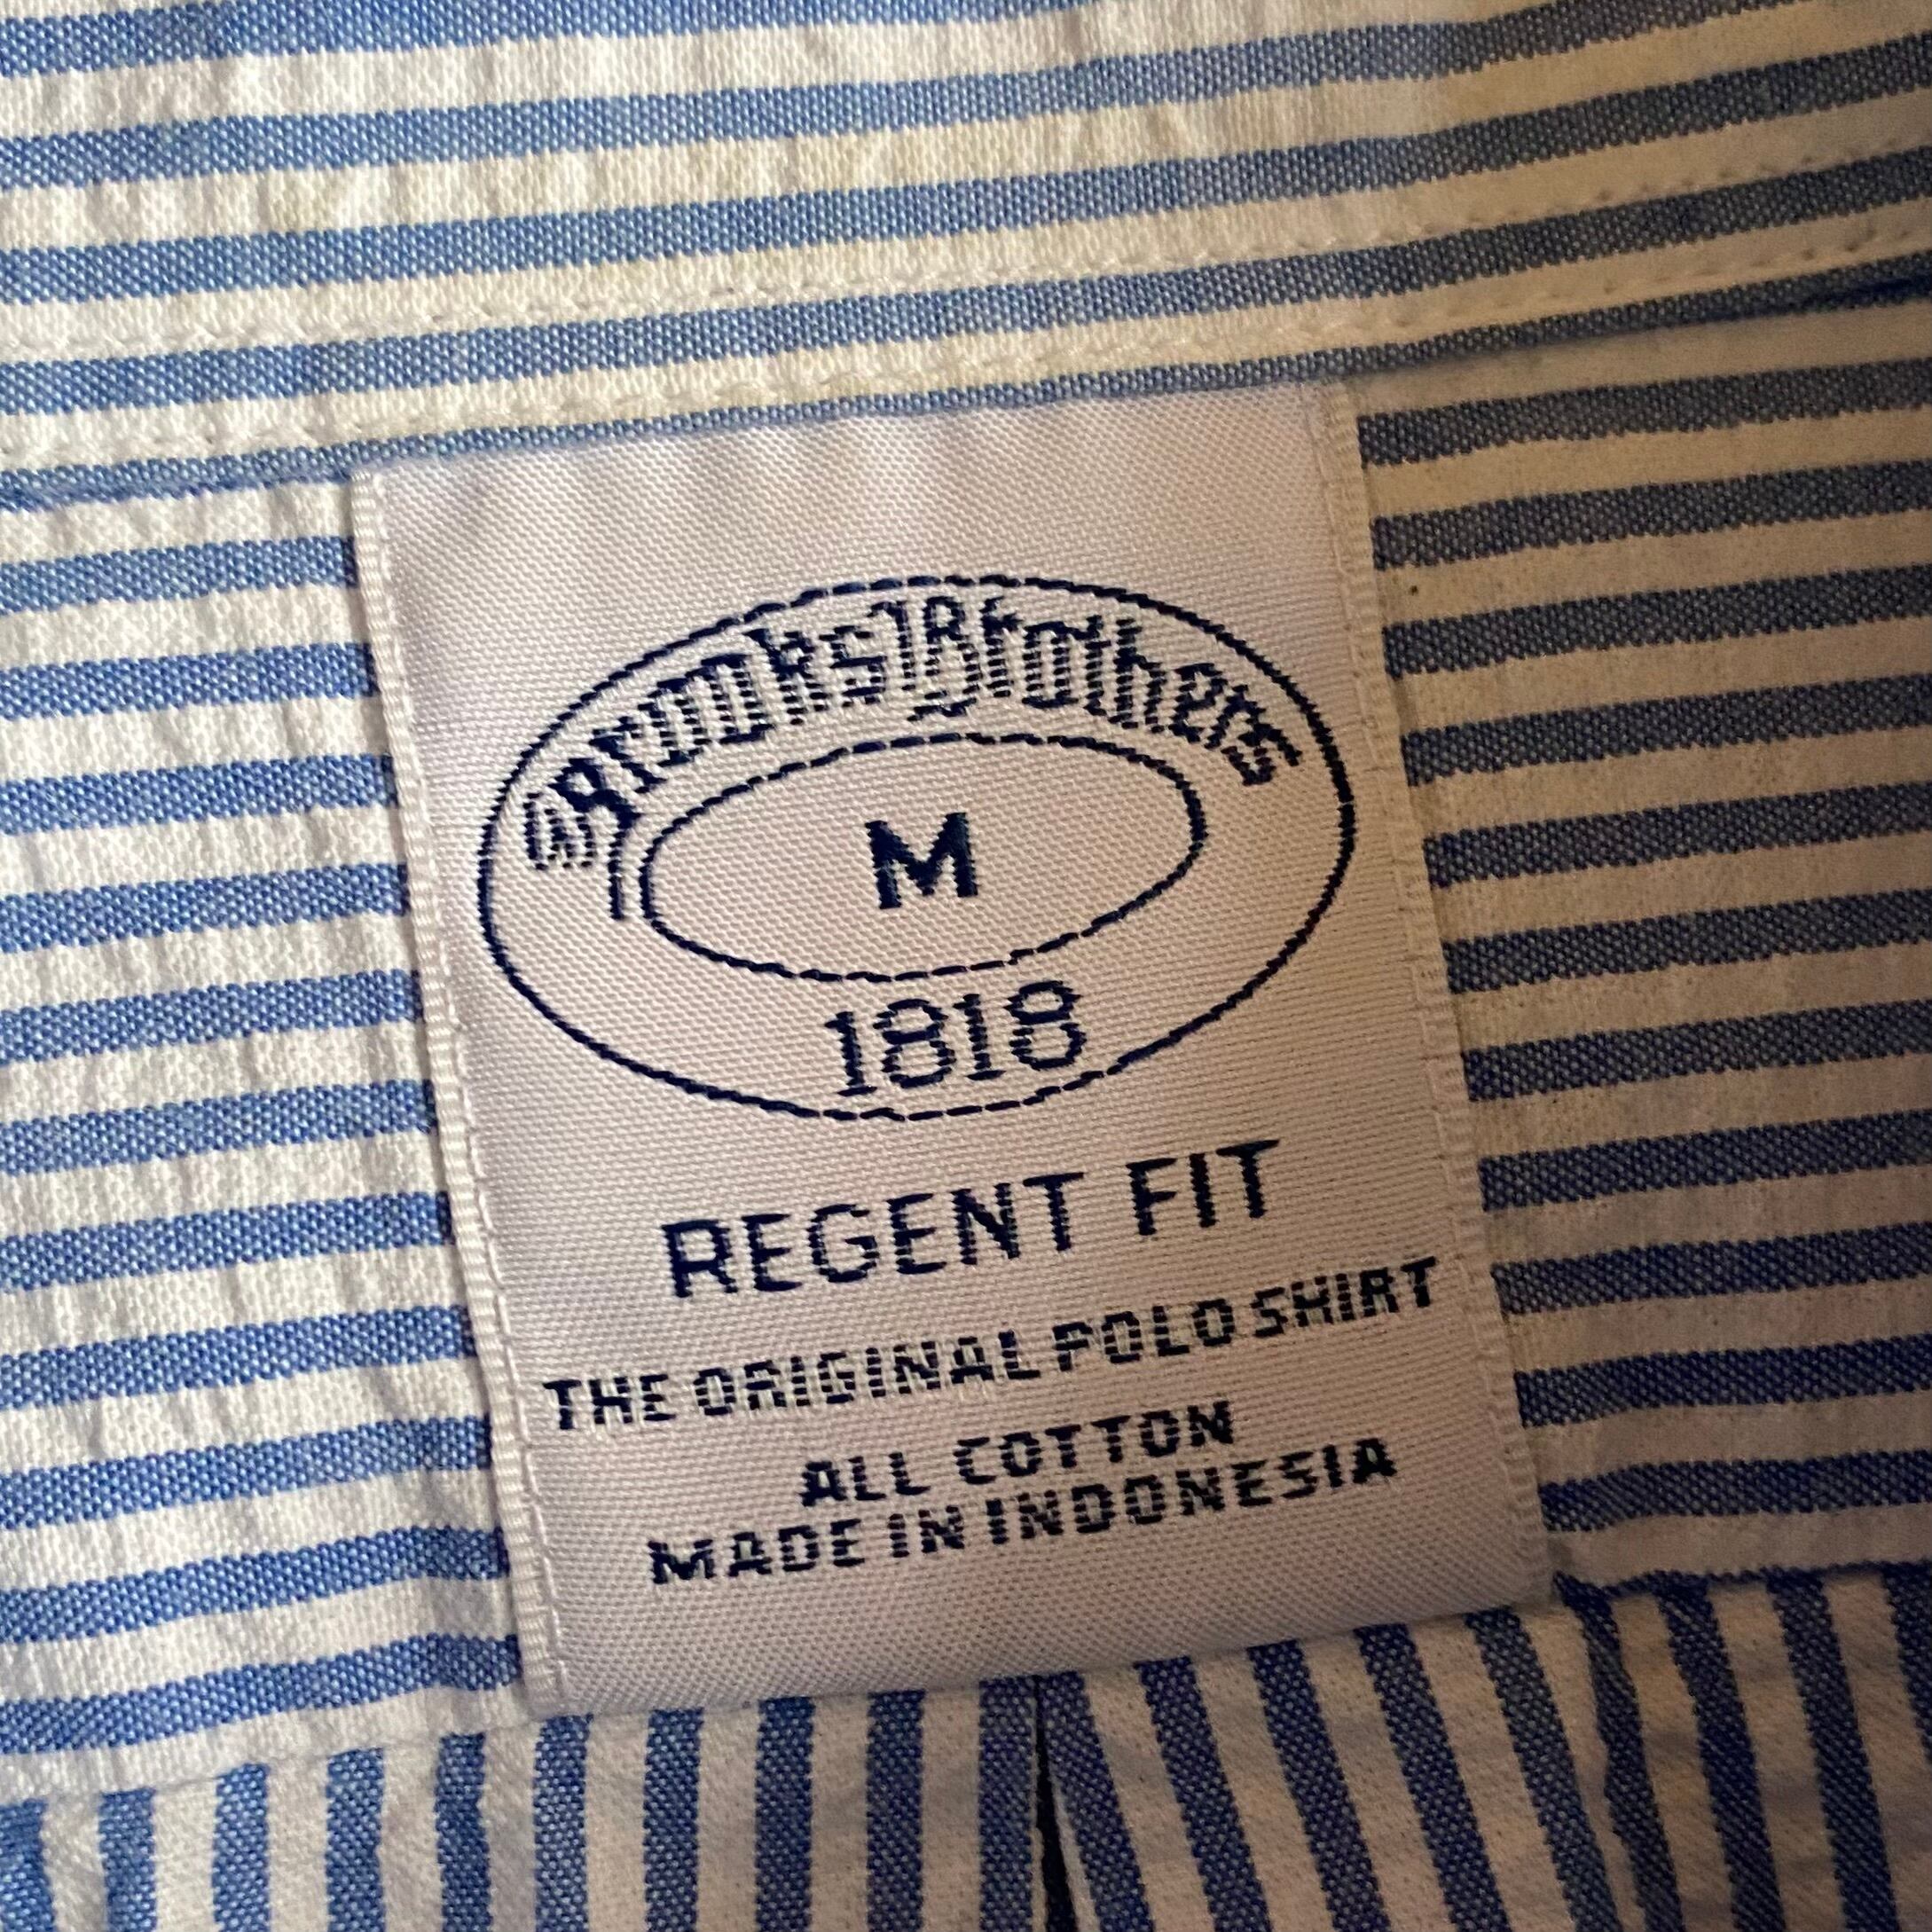 Brooks Brothers
M
1818
REGENT FIT
THE ORIGINAL POLO SHIRT
ALL COTTON
MADE IN INDONESIA